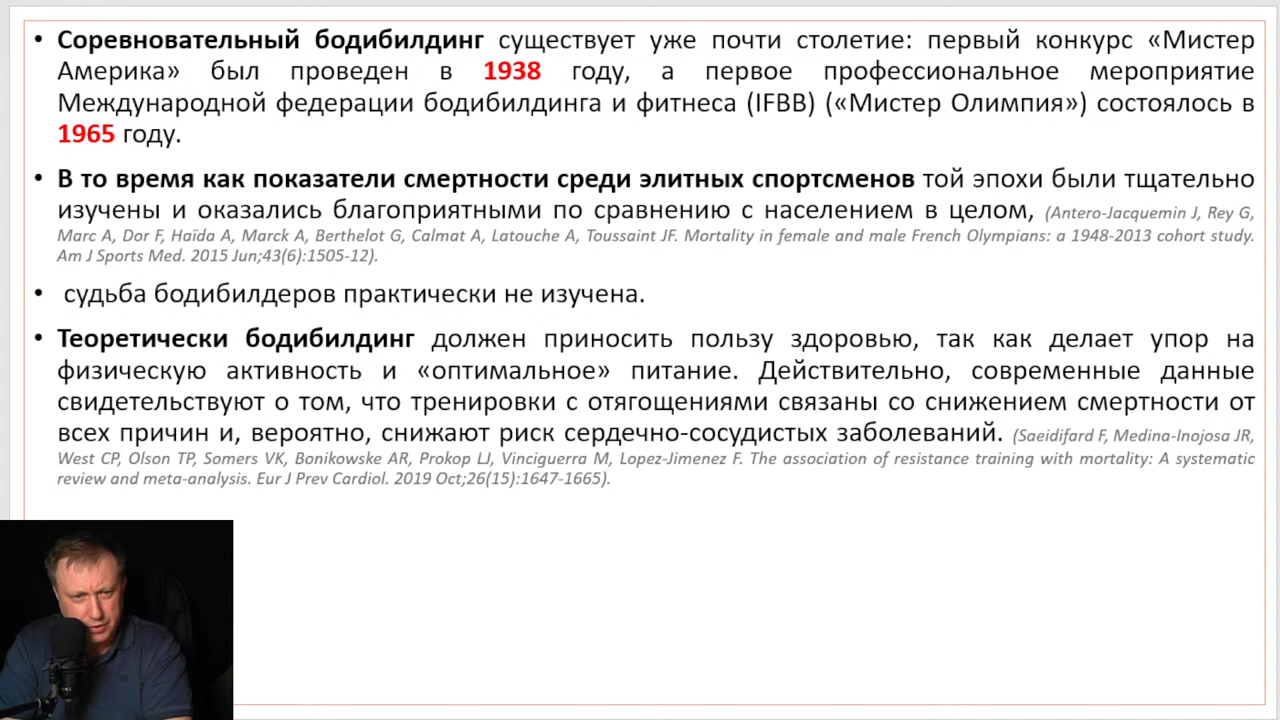 • Соревновательный бодибилдинг существует уже почти столетие: первый конкурс «Мистер
Америка» был проведен в 1938 году, а первое профессиональное мероприятие
Международной федерации бодибилдинга и фитнеса (IFBB) («Мистер Олимпия») состоялось в
1965 году.
• В то время как показатели смертности среди элитных спортсменов той эпохи были тщательно
изучены и оказались благоприятными по сравнению с населением в целом, (Antero-Jacquemin J, Rey G,
Marc A, Dor F, Haïda A, Marck A, Berthelot G, Calmat A, Latouche A, Toussaint JF. Mortality in female and male French Olympians: a 1948-2013 cohort study.
Am J Sports Med. 2015 Jun;43(6):1505-12).
• судьба бодибилдеров практически не изучена.
• Теоретически бодибилдинг должен приносить пользу здоровью, так как делает упор на
физическую активность и «оптимальное» питание. Действительно, современные данные
свидетельствуют о том, что тренировки с отягощениями связаны со снижением смертности от
всех причин и, вероятно, снижают риск сердечно-сосудистых заболеваний. (Saeidifard F, Medina-Inojosa JR,
West CP, Olson TP, Somers VK, Bonikowske AR, Prokop LJ, Vinciguerra M, Lopez-Jimenez F. The association of resistance training with mortality: A systematic
review and meta-analysis. Eur J Prev Cardiol. 2019 Oct;26(15):1647-1665).